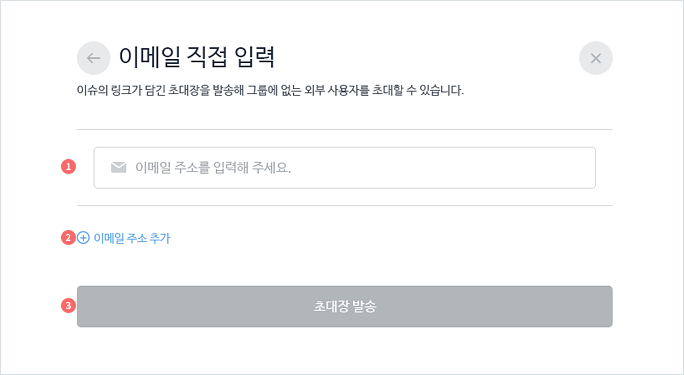 이메일 직접 입력
이슈의 링크가 담긴 초대장을 발송해 그룹에 없는 외부 사용자를 초대할 수 있습니다.
1 이메일 주소를 입력해 주세요.
2 이메일 주소 추가
3 초대장 발송